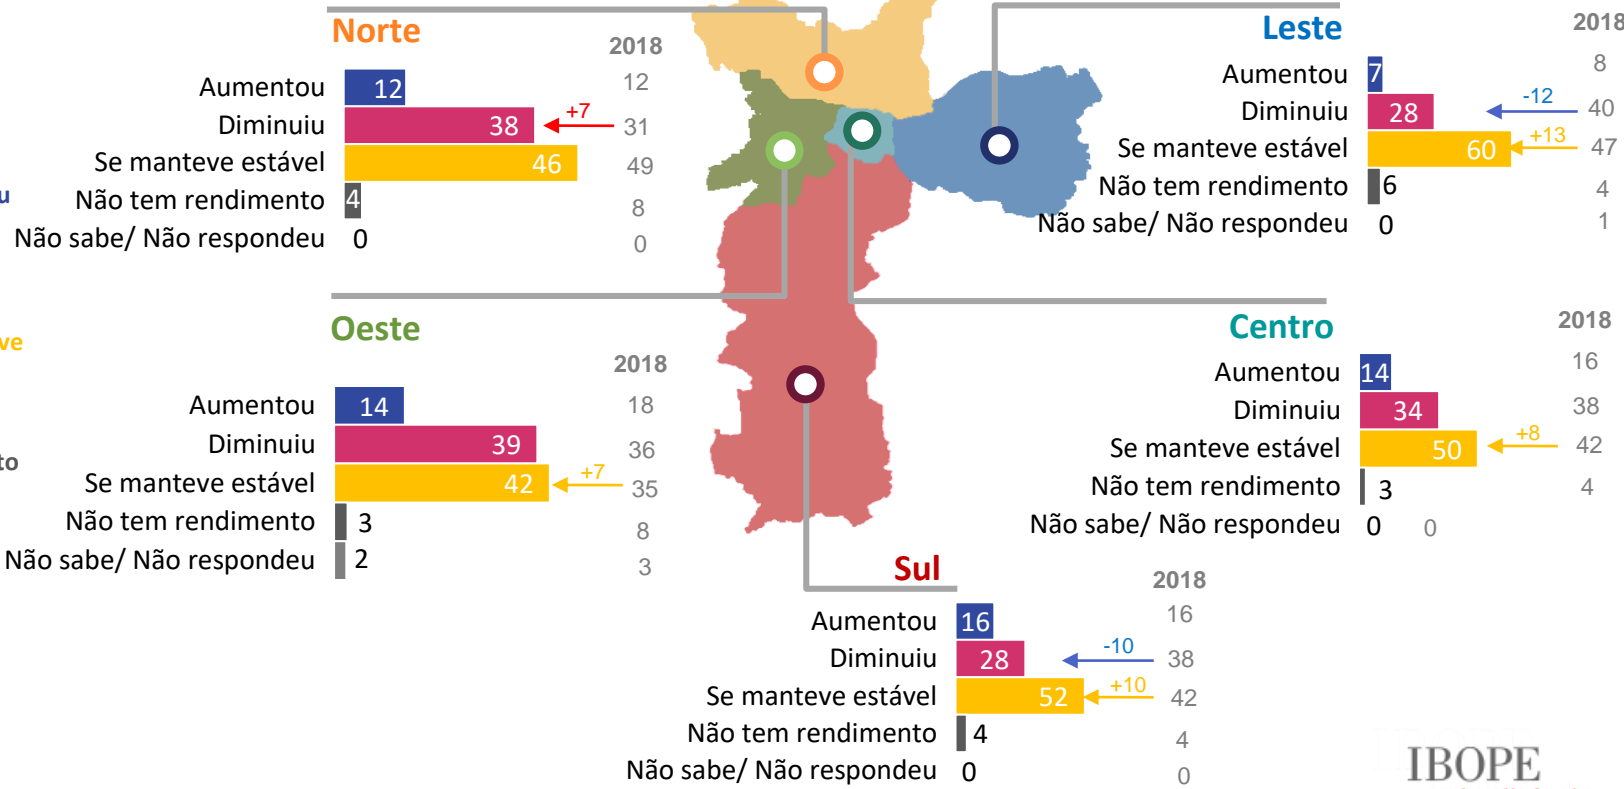 Norte
2018
Aumentou 12 12
Diminuiu 38 +7 31
Se manteve estável 46 49
Não tem rendimento 4 8
Não sabe/ Não respondeu 0 0
Leste
2018
Aumentou 7 8
Diminuiu 28 -12 40
Se manteve estável 60 +13 47
Não tem rendimento 6 4
Não sabe/ Não respondeu 0 1
u
ve
to
Oeste
2018
Aumentou 14 18
Diminuiu 39 36
Se manteve estável 42 +7 35
Não tem rendimento 3 8
Não sabe/ Não respondeu 2 3
Centro
2018
Aumentou 14 16
Diminuiu 34 38
Se manteve estável 50 +8 42
Não tem rendimento 3 4
Não sabe/ Não respondeu 0 0
Sul
2018
Aumentou 16 16
Diminuiu 28 -10 38
Se manteve estável 52 +10 42
Não tem rendimento 4 4
Não sabe/ Não respondeu 0 0
IBOPE